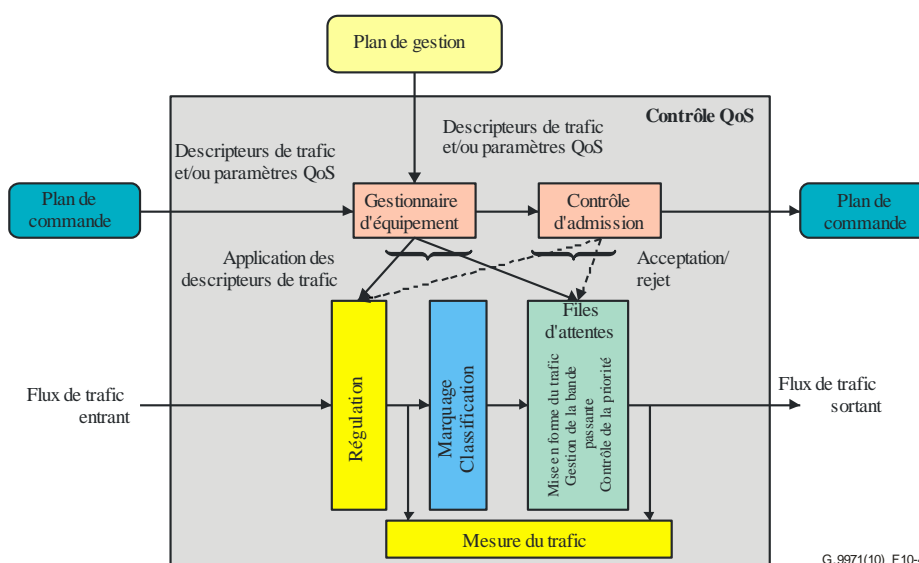 Plan de gestion
Contrôle QoS
Descripteurs de trafic
et/ou paramètres QoS
Descripteurs de trafic
et/ou paramètres QoS
Plan de
commande
Gestionnaire
d'équipement
Contrôle
d'admission
Plan de
commande
Application des
descripteurs de trafic
Acceptation/
rejet
Flux de trafic
entrant
Régulation
Marquage
Classification
Files
d'attentes
Mise en forme du trafic
Gestion de la bande
passante
Contrôle de la priorité
Flux de trafic
sortant
Mesure du trafic